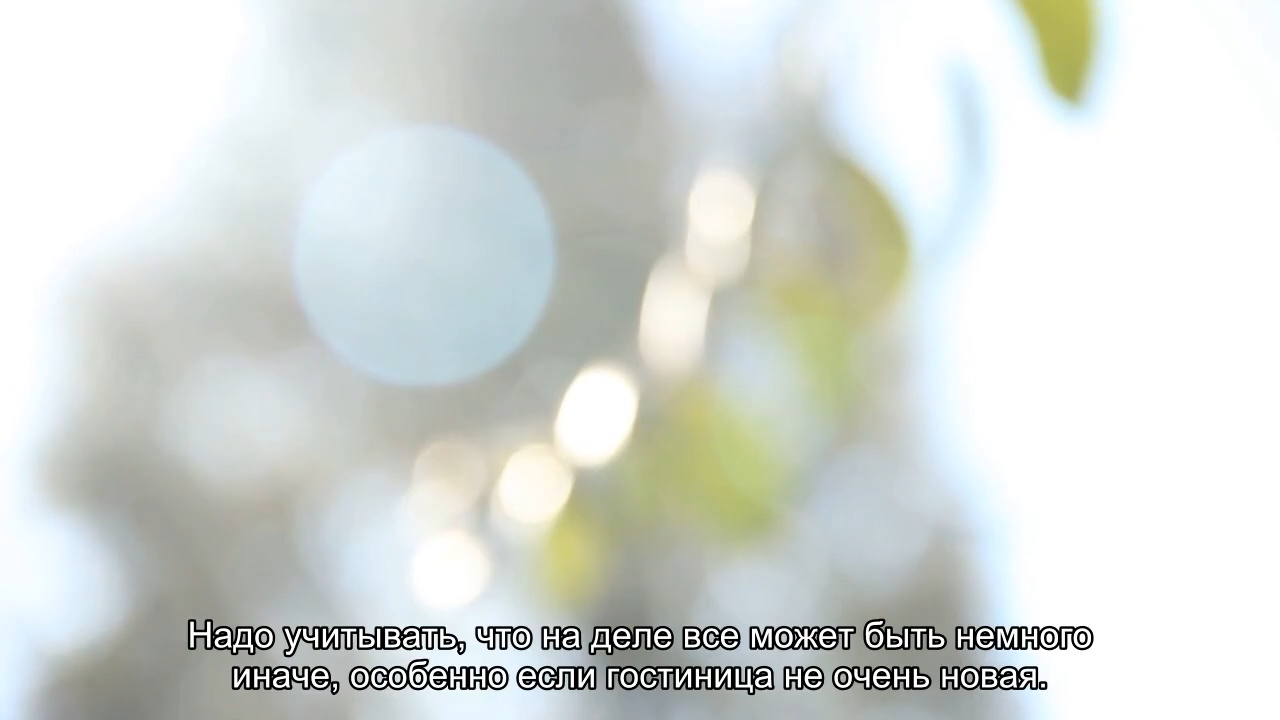 Надо учитывать, что на деле все может быть немного
иначе, особенно если гостиница не очень новая.